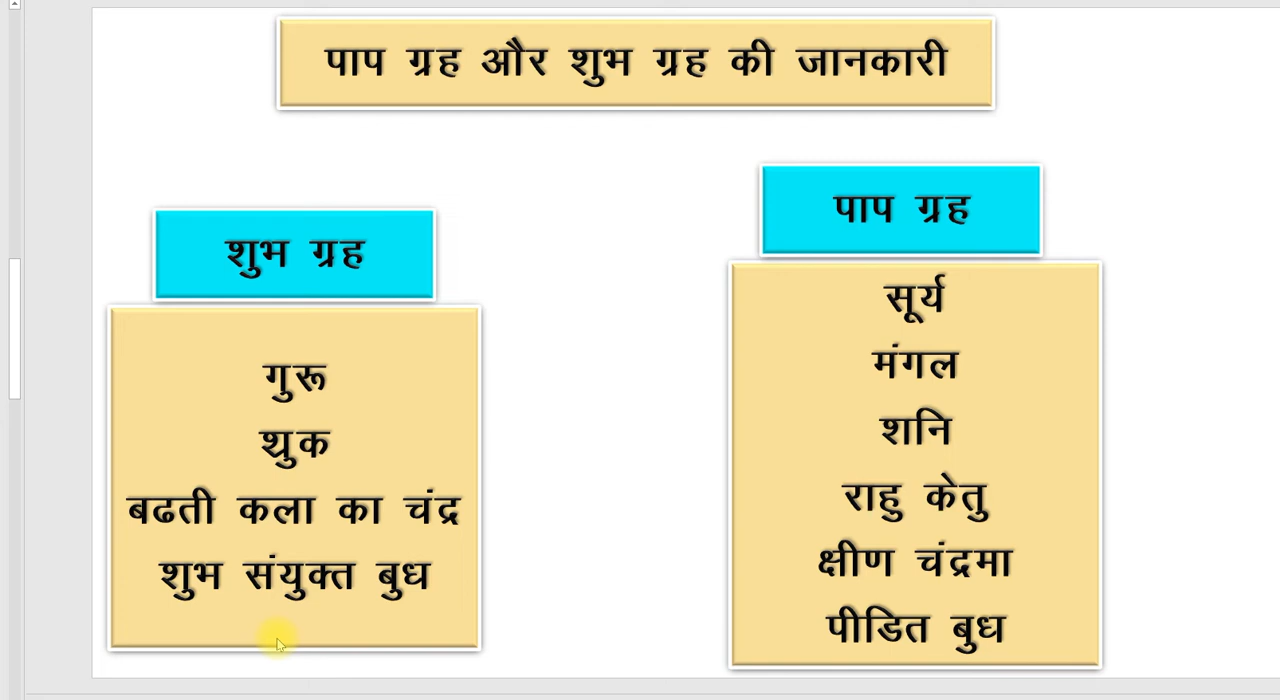 पाप ग्रह और शुभ ग्रह की जानकारी
शुभ ग्रह
गुरू
श्रुक
बढती कला का चंद्र
शुभ संयुक्त बुध
पाप ग्रह
सूर्य
मंगल
शनि
राहु केतु
क्षीण चंद्रमा
पीडित बुध